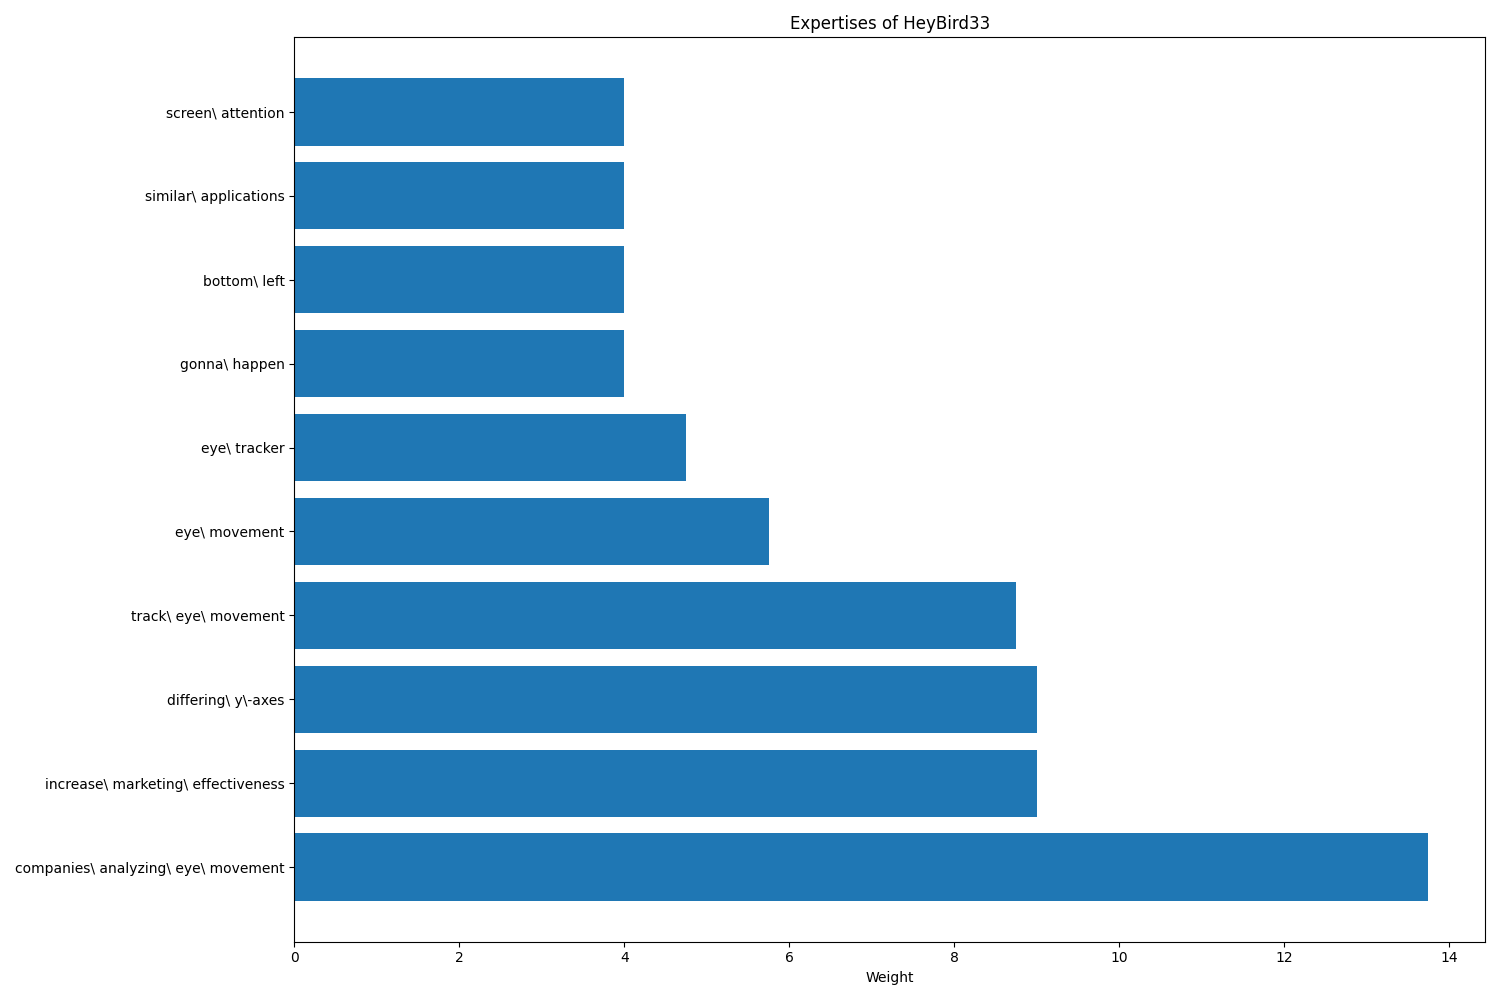 Expertises of HeyBird33
screen\ attention
similar\ applications
bottom\ left
gonna\ happen
eye\ tracker
eye\ movement
track\ eye\ movement
differing\ y\-axes
increase\ marketing\ effectiveness
companies\ analyzing\ eye\ movement
0 2 4 6 8 10 12 14
Weight